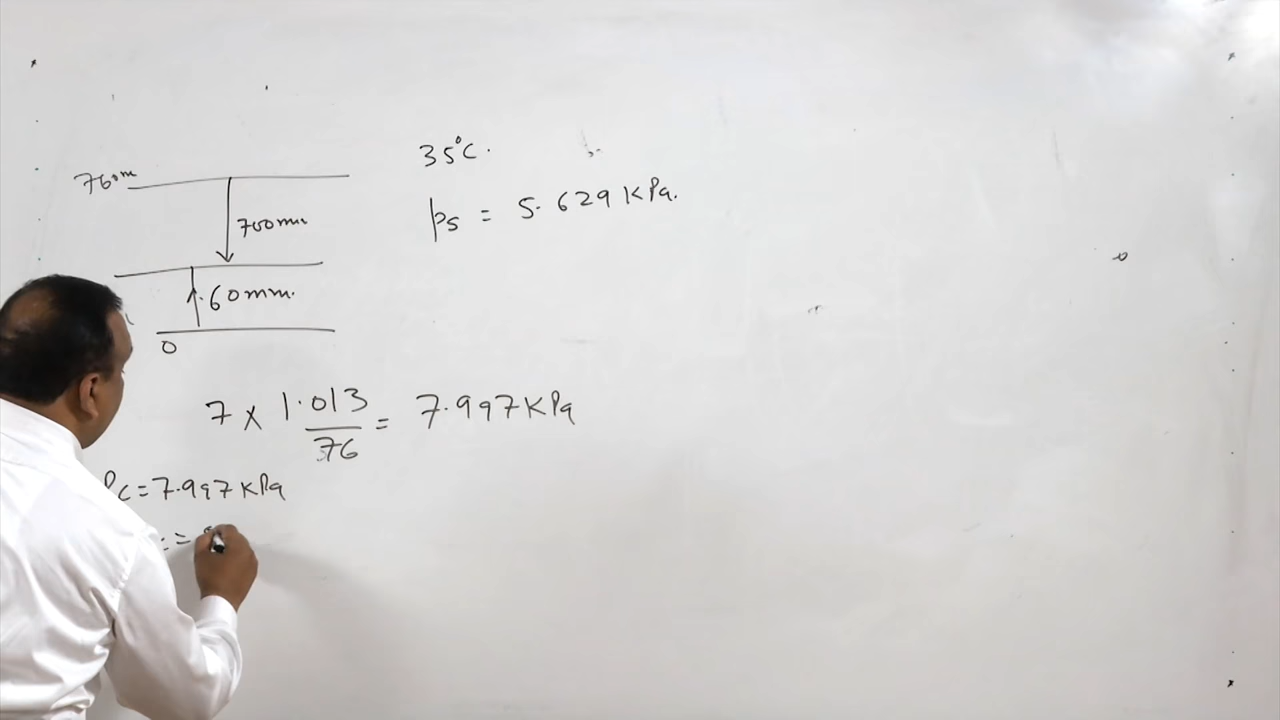 35°C.
760m
700mm
ps = 5.629 KPa.
60mm.
0
7 x 1.013/76 = 7.997 KPa
Pc = 7.997 KPa